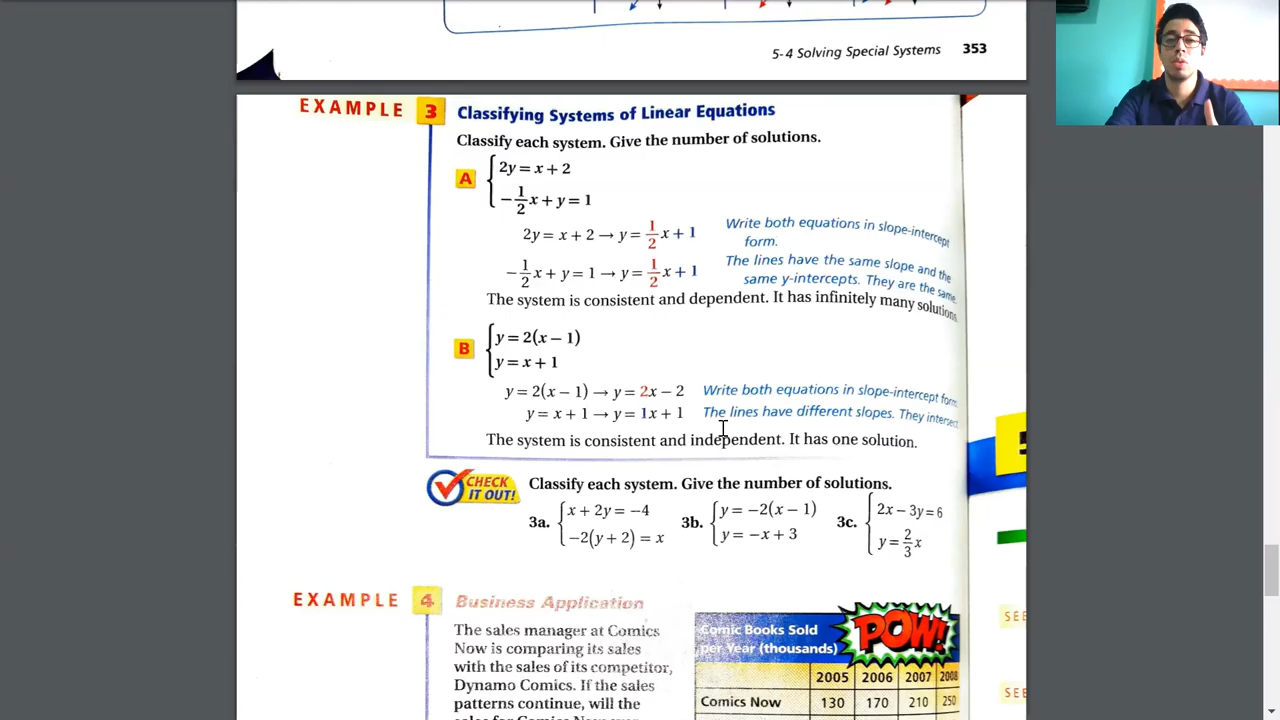 5-4 Solving Special Systems 353
EXAMPLE 3 Classifying Systems of Linear Equations
Classify each system. Give the number of solutions.
A {2y = x + 2
-1/2x + y = 1
2y = x + 2 → y = 1/2x + 1 Write both equations in slope-intercept
form.
-1/2x + y = 1 → y = 1/2x + 1 The lines have the same slope and the
same y-intercepts. They are the same.
The system is consistent and dependent. It has infinitely many solutions.
B {y = 2(x − 1)
y = x + 1
y = 2(x − 1) → y = 2x − 2 Write both equations in slope-intercept form.
y = x + 1 → y = 1x + 1 The lines have different slopes. They intersect.
The system is consistent and independent. It has one solution.
CHECK
IT OUT!
Classify each system. Give the number of solutions.
3a. {x + 2y = −4
−2(y + 2) = x
3b. {y = −2(x − 1)
y = −x + 3
3c. {2x − 3y = 6
y = 2/3x
EXAMPLE 4 Business Application
The sales manager at Comics
Now is comparing its sales
with the sales of its competitor,
Dynamo Comics. If the sales
patterns continue, will the
Comic Books Sold
per Year (thousands)
POW!
2005 2006 2007 2008
Comics Now 130 170 210 250
SEE
SEE